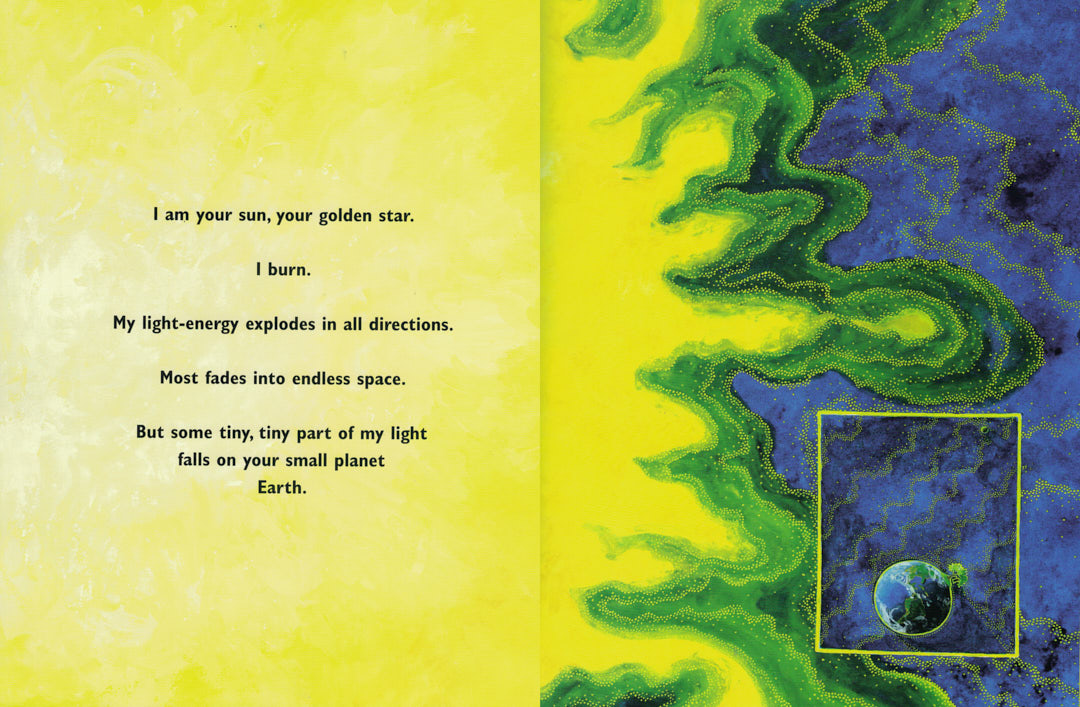 I am your sun, your golden star.
I burn.
My light-energy explodes in all directions.
Most fades into endless space.
But some tiny, tiny part of my light
falls on your small planet
Earth.